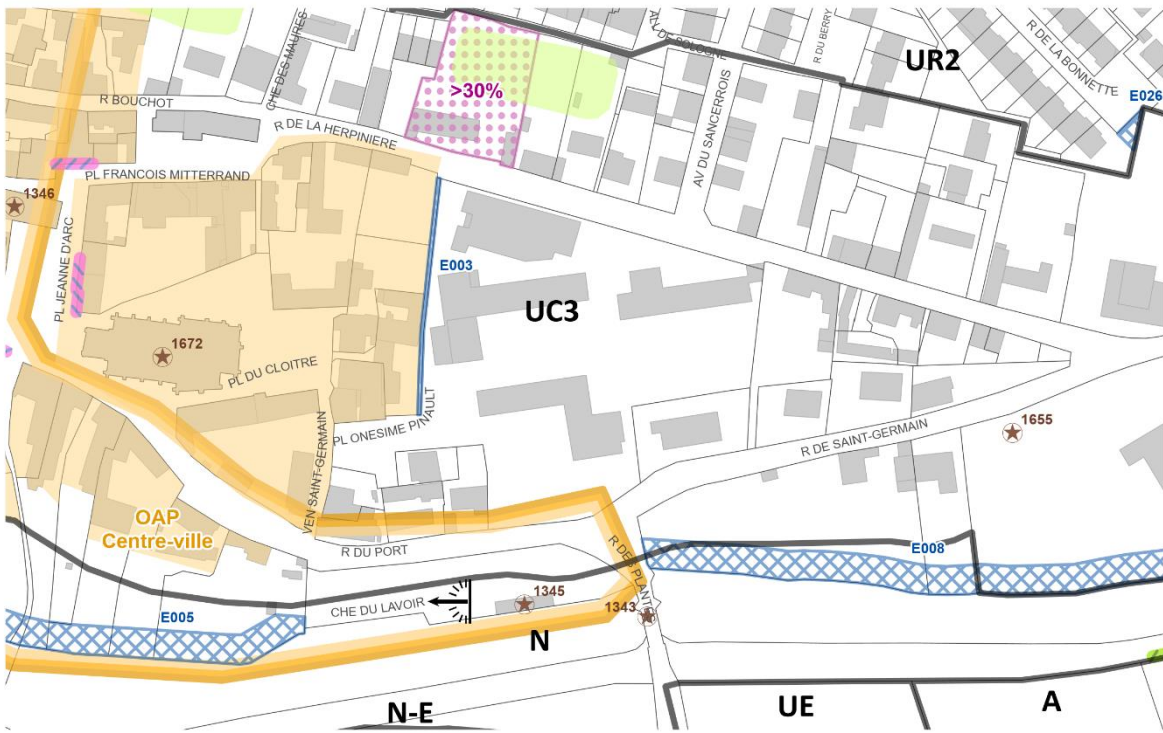 UR2
R DE LA BONNETTE
R DU BERRY
AV DE SOLOGNE
E026
CHE DES MAURES
>30%
R BOUCHOT
R DE LA HERPINIERE
AV DU SANCERROIS
PL FRANCOIS MITTERRAND
1346
E003
PL JEANNE D'ARC
UC3
1672
PL DU CLOITRE
PL ONESIME PINAULT
VEN SAINT-GERMAIN
1655
R DE SAINT-GERMAIN
OAP
Centre-ville
R DU PORT
R DES PLANTES
E008
1345
CHE DU LAVOIR
E005
1343
N
N-E
UE
A